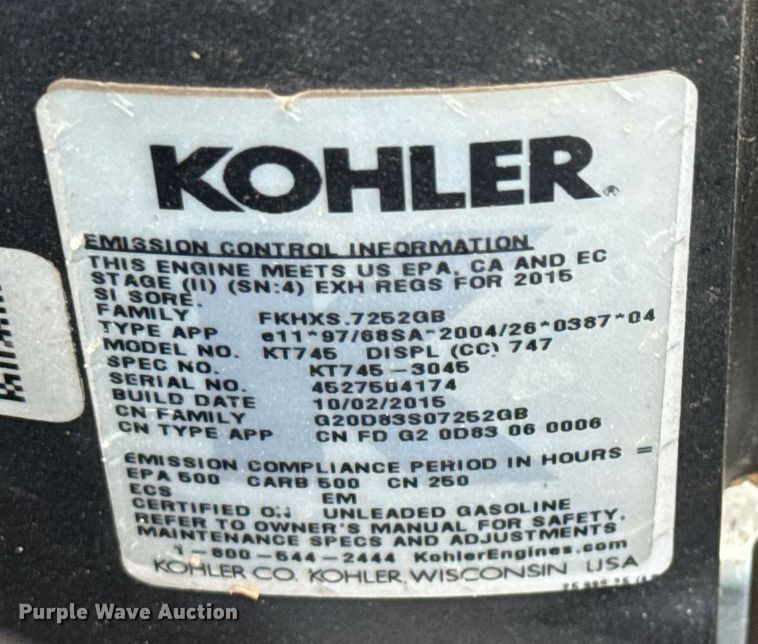 KOHLER®
EMISSION CONTROL INFORMATION
THIS ENGINE MEETS US EPA, CA AND EC
STAGE (II) (SN:4) EXH REGS FOR 2015
SI SORE.
FAMILY FKHXS.7252GB
TYPE APP e11*97/68SA*2004/26*0387*04
MODEL NO. KT745 DISPL (CC) 747
SPEC NO. KT745-3045
SERIAL NO. 4527504174
BUILD DATE 10/02/2015
CN FAMILY G20D83S07252GB
CN TYPE APP CN FD G2 0D83 06 0006
EMISSION COMPLIANCE PERIOD IN HOURS =
EPA 500 CARB 500 CN 250
ECS EM
CERTIFIED ON UNLEADED GASOLINE
REFER TO OWNER'S MANUAL FOR SAFETY,
MAINTENANCE SPECS AND ADJUSTMENTS
1-800-544-2444 KohlerEngines.com
KOHLER CO. KOHLER, WISCONSIN USA
Purple Wave Auction